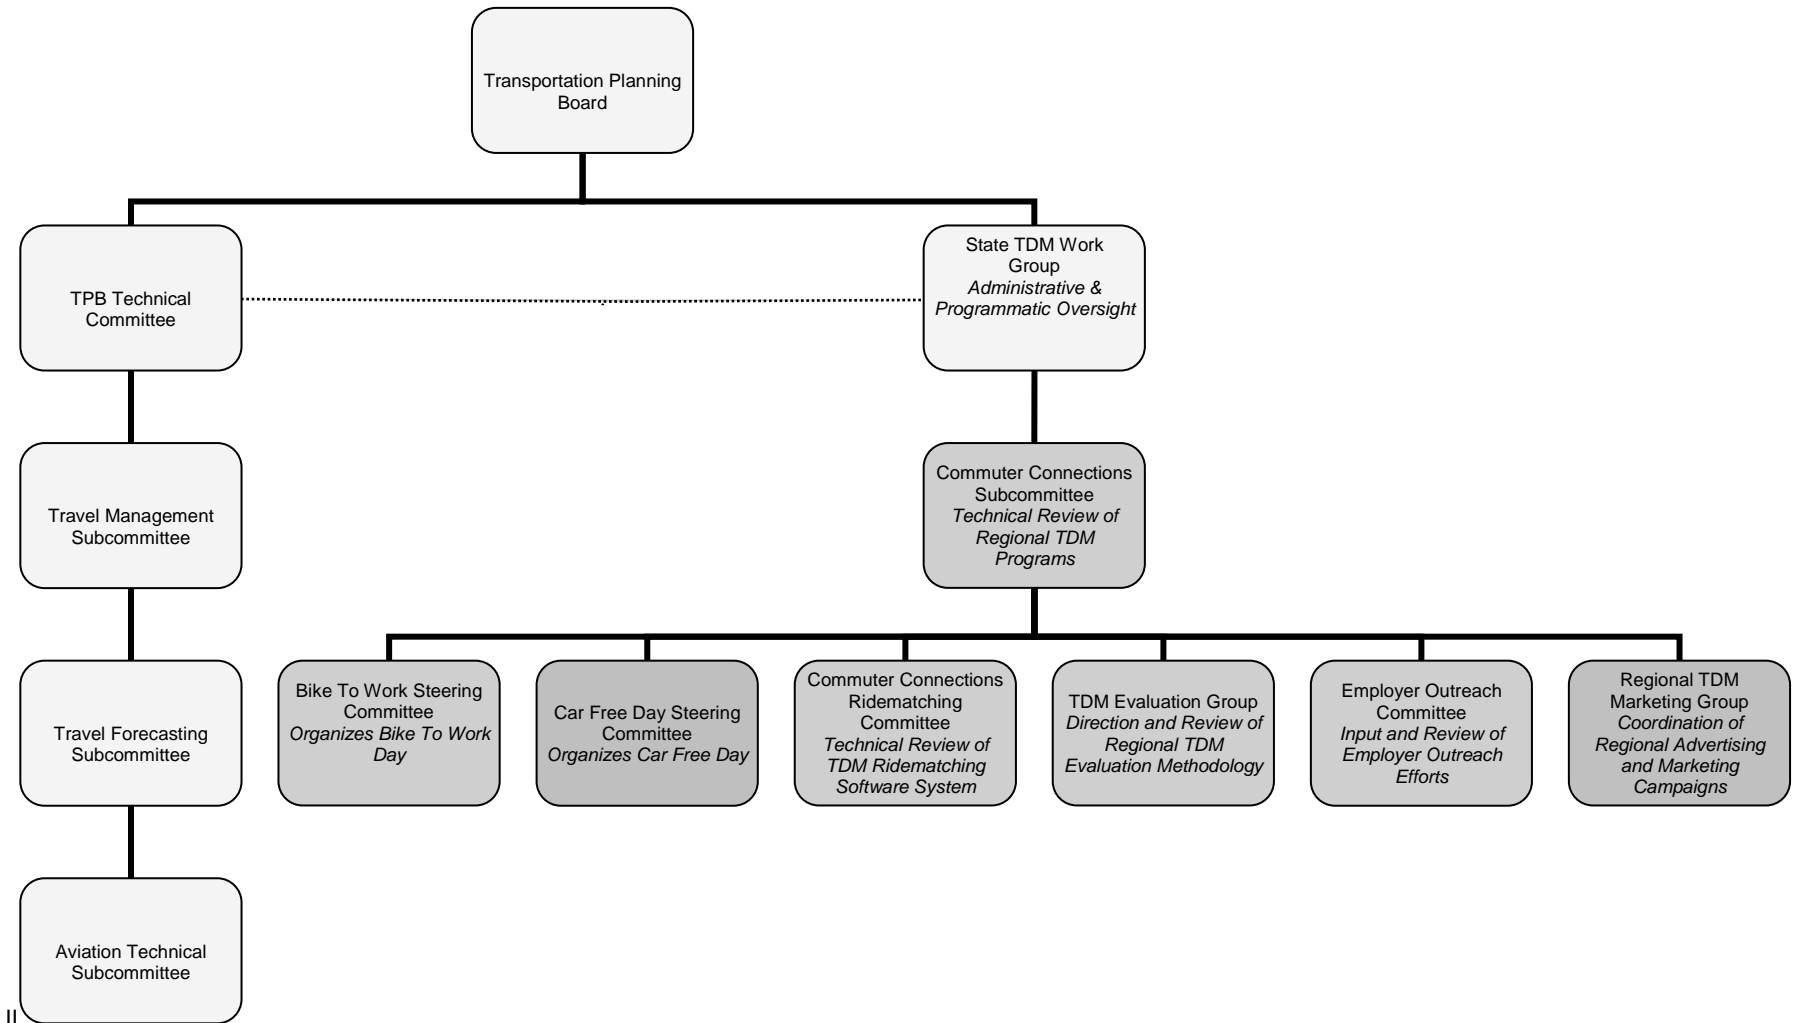 Transportation Planning
Board
TPB Technical
Committee
State TDM Work
Group
Administrative &
Programmatic Oversight
Travel Management
Subcommittee
Commuter Connections
Subcommittee
Technical Review of
Regional TDM
Programs
Travel Forecasting
Subcommittee
Bike To Work Steering
Committee
Organizes Bike To Work
Day
Car Free Day Steering
Committee
Organizes Car Free Day
Commuter Connections
Ridematching
Committee
Technical Review of
TDM Ridematching
Software System
TDM Evaluation Group
Direction and Review of
Regional TDM
Evaluation Methodology
Employer Outreach
Committee
Input and Review of
Employer Outreach
Efforts
Regional TDM
Marketing Group
Coordination of
Regional Advertising
and Marketing
Campaigns
Aviation Technical
Subcommittee
II